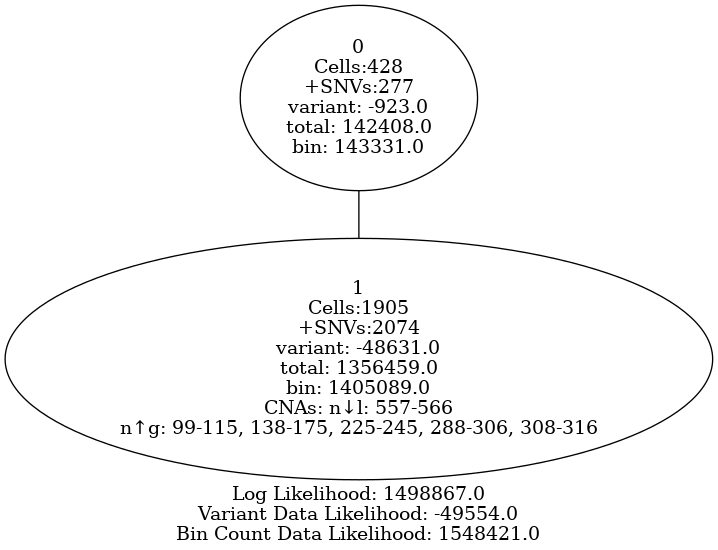 0
Cells:428
+SNVs:277
variant: -923.0
total: 142408.0
bin: 143331.0
1
Cells:1905
+SNVs:2074
variant: -48631.0
total: 1356459.0
bin: 1405089.0
CNAs: n↓l: 557-566
n↑g: 99-115, 138-175, 225-245, 288-306, 308-316
Log Likelihood: 1498867.0
Variant Data Likelihood: -49554.0
Bin Count Data Likelihood: 1548421.0